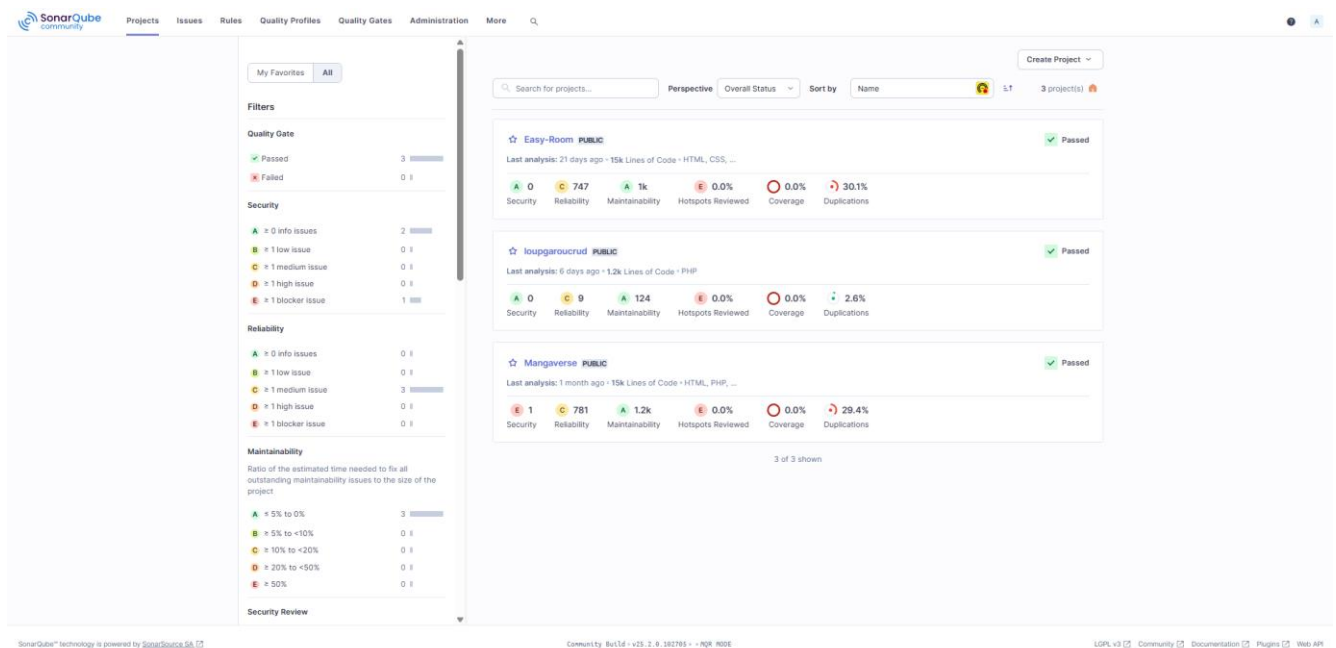 SonarQube
community
Projects Issues Rules Quality Profiles Quality Gates Administration More
A
My Favorites All
Filters
Quality Gate
Passed 3
Failed 0
Security
A ≥ 0 info issues 2
B ≥ 1 low issue 0
C ≥ 1 medium issue 0
D ≥ 1 high issue 0
E ≥ 1 blocker issue 1
Reliability
A ≥ 0 info issues 0
B ≥ 1 low issue 0
C ≥ 1 medium issue 3
D ≥ 1 high issue 0
E ≥ 1 blocker issue 0
Maintainability
Ratio of the estimated time needed to fix all
outstanding maintainability issues to the size of the
project
A ≤ 5% to 0% 3
B ≥ 5% to <10% 0
C ≥ 10% to <20% 0
D ≥ 20% to <50% 0
E ≥ 50% 0
Security Review
Create Project
Search for projects... Perspective Overall Status Sort by Name 3 project(s)
Easy-Room PUBLIC Passed
Last analysis: 21 days ago • 15k Lines of Code • HTML, CSS, ...
A 0 C 747 A 1k E 0.0% 0.0% 30.1%
Security Reliability Maintainability Hotspots Reviewed Coverage Duplications
loupgaroucrud PUBLIC Passed
Last analysis: 6 days ago • 1.2k Lines of Code • PHP
A 0 C 9 A 124 E 0.0% 0.0% 2.6%
Security Reliability Maintainability Hotspots Reviewed Coverage Duplications
Mangaverse PUBLIC Passed
Last analysis: 1 month ago • 15k Lines of Code • HTML, PHP, ...
E 1 C 781 A 1.2k E 0.0% 0.0% 29.4%
Security Reliability Maintainability Hotspots Reviewed Coverage Duplications
3 of 3 shown
SonarQube™ technology is powered by SonarSource SA
Community Build • v25.2.0.102705 • • MQR MODE
LGPL v3 Community Documentation Plugins Web API